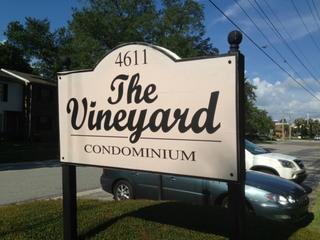 4611
The
Vineyard
CONDOMINIUM